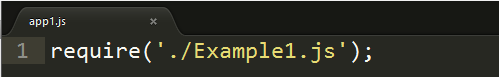 app1.js ×
1 require('./Example1.js');